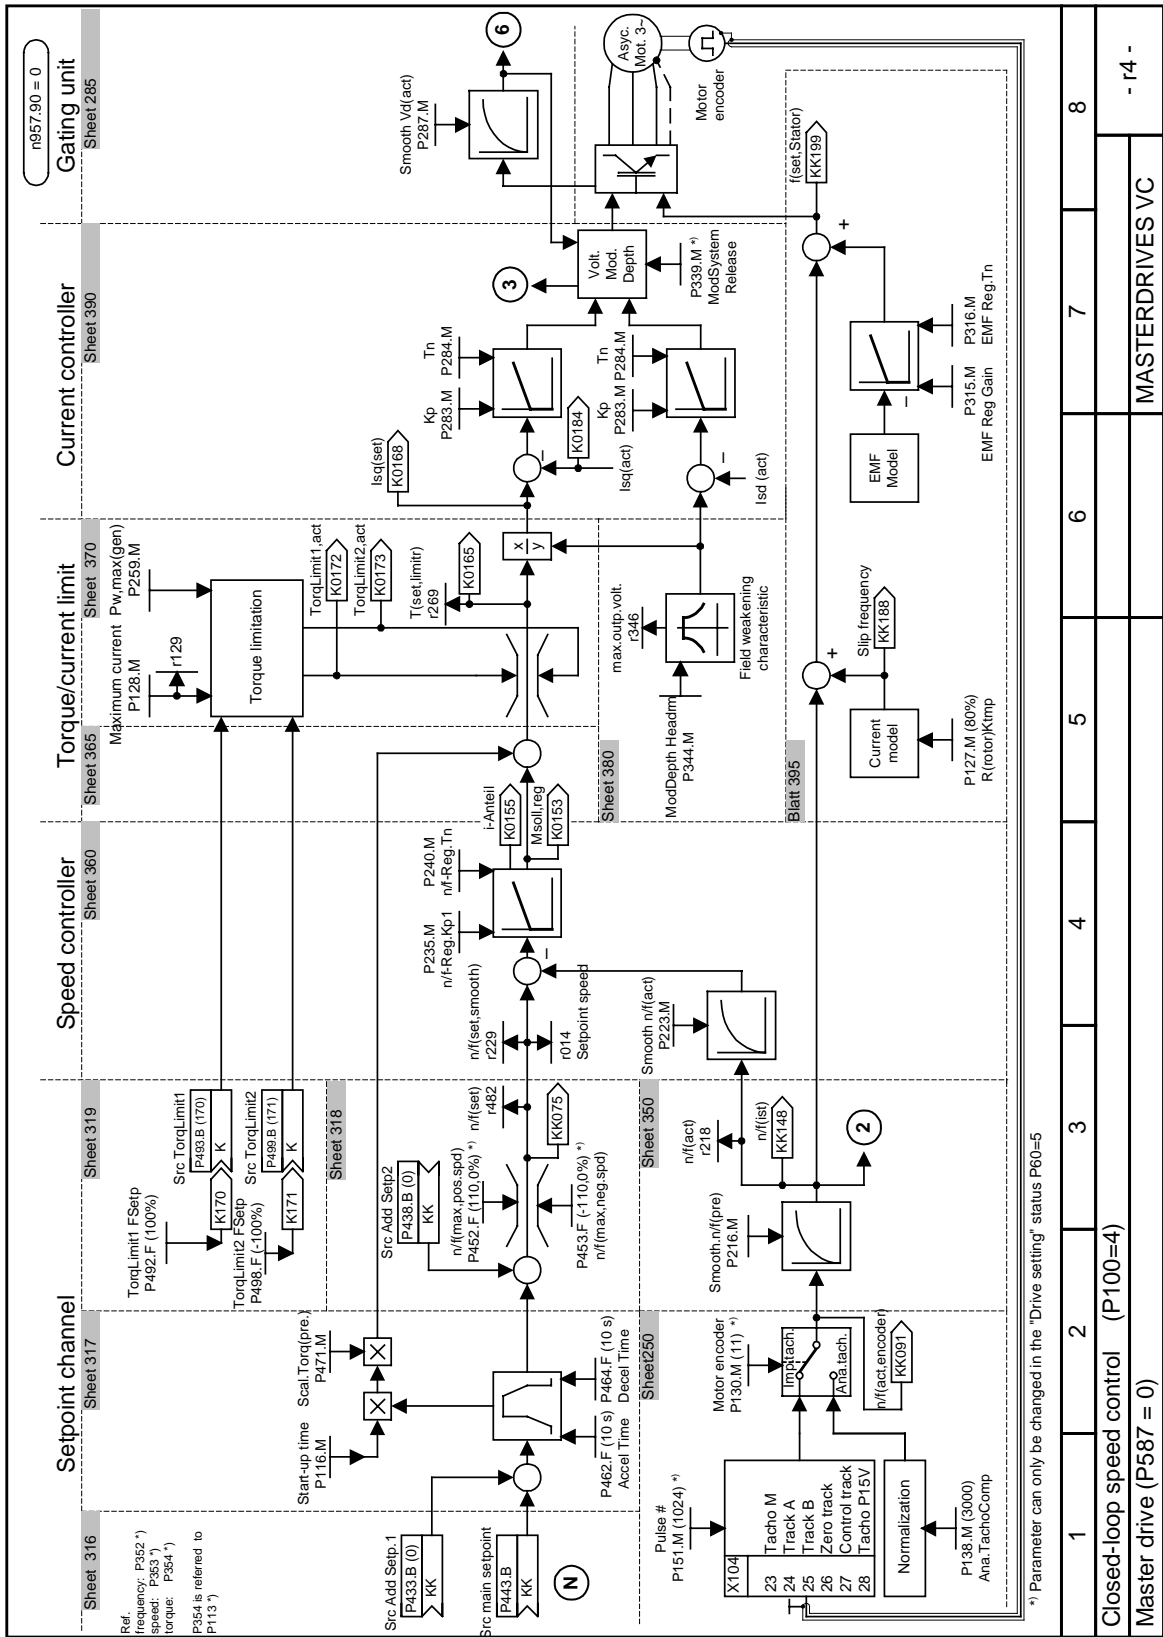 n957.90 = 0
Setpoint channel
Speed controller
Torque/current limit
Current controller
Gating unit
Sheet 316
Sheet 317
Sheet 319
Sheet 360
Sheet 365
Sheet 370
Sheet 390
Sheet 285
Ref.
frequency: P352 *)
speed: P353 *)
torque: P354 *)
P354 is referred to
P113 *)
TorqLimit1 FSetp
P492.F (100%)
K170
Src TorqLimit1
P493.B (170)
K
TorqLimit2 FSetp
P498.F (-100%)
K171
Src TorqLimit2
P499.B (171)
K
Sheet 318
Maximum current
P128.M
r129
Pw,max(gen)
P259.M
Torque limitation
TorqLimit1,act
K0172
TorqLimit2,act
K0173
Smooth Vd(act)
P287.M
6
Start-up time
P116.M
Scal.Torq(pre.)
P471.M
Src Add Setp.1
P433.B (0)
KK
Src main setpoint
P443.B
KK
N
P462.F (10 s)
Accel Time
P464.F (10 s)
Decel Time
Src Add Setp2
P438.B (0)
KK
n/f(max,pos.spd)
P452.F (110,0%) *)
P453.F (-110,0%) *)
n/f(max,neg.spd)
n/f(set)
r482
KK075
n/f(set,smooth)
r229
r014
Setpoint speed
P235.M
n/f-Reg.Kp1
P240.M
n/f-Reg.Tn
i-Anteil
K0155
Msoll,reg
K0153
T(set,limitr)
r269
K0165
x
y
Isq(set)
K0168
K0184
Isq(act)
Kp
P283.M
Tn
P284.M
3
Volt.
Mod.
Depth
P339.M *)
ModSystem
Release
Asyc.
Mot. 3~
Motor
encoder
Kp
P283.M
Tn
P284.M
Isd (act)
Sheet 380
ModDepth Headrm
P344.M
max.outp.volt.
r346
Field weakening
characteristic
Sheet250
Sheet 350
Blatt 395
Pulse #
P151.M (1024) *)
X104
23 Tacho M
24 Track A
25 Track B
26 Zero track
27 Control track
28 Tacho P15V
Normalization
P138.M (3000)
Ana.TachoComp
Motor encoder
P130.M (11) *)
Imp.tach.
Ana.tach.
n/f(act,encoder)
KK091
Smooth.n/f(pre)
P216.M
n/f(act)
r218
n/f(ist)
KK148
2
Smooth n/f(act)
P223.M
Current
model
P127.M (80%)
R(rotor)Ktmp
Slip frequency
KK188
+
EMF
Model
P315.M
EMF Reg Gain
P316.M
EMF Reg.Tn
+
f(set,Stator)
KK199
*) Parameter can only be changed in the "Drive setting" status P60=5
1 2 3 4 5 6 7 8
Closed-loop speed control (P100=4)
Master drive (P587 = 0)
MASTERDRIVES VC
- r4 -